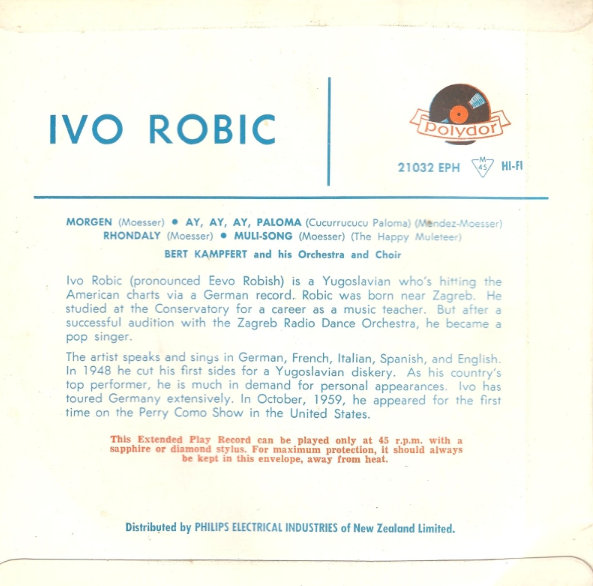 IVO ROBIC
polydor
21032 EPH M 45 HI-FI
MORGEN (Moesser) • AY, AY, AY, PALOMA (Cucurrucucu Paloma) (Mendez-Moesser)
RHONDALY (Moesser) • MULI-SONG (Moesser) (The Happy Muleteer)
BERT KAMPFERT and his Orchestra and Choir
Ivo Robic (pronounced Eevo Robish) is a Yugoslavian who's hitting the
American charts via a German record. Robic was born near Zagreb. He
studied at the Conservatory for a career as a music teacher. But after a
successful audition with the Zagreb Radio Dance Orchestra, he became a
pop singer.
The artist speaks and sings in German, French, Italian, Spanish, and English.
In 1948 he cut his first sides for a Yugoslavian diskery. As his country's
top performer, he is much in demand for personal appearances. Ivo has
toured Germany extensively. In October, 1959, he appeared for the first
time on the Perry Como Show in the United States.
This Extended Play Record can be played only at 45 r.p.m. with a
sapphire or diamond stylus. For maximum protection, it should always
be kept in this envelope, away from heat.
Distributed by PHILIPS ELECTRICAL INDUSTRIES of New Zealand Limited.